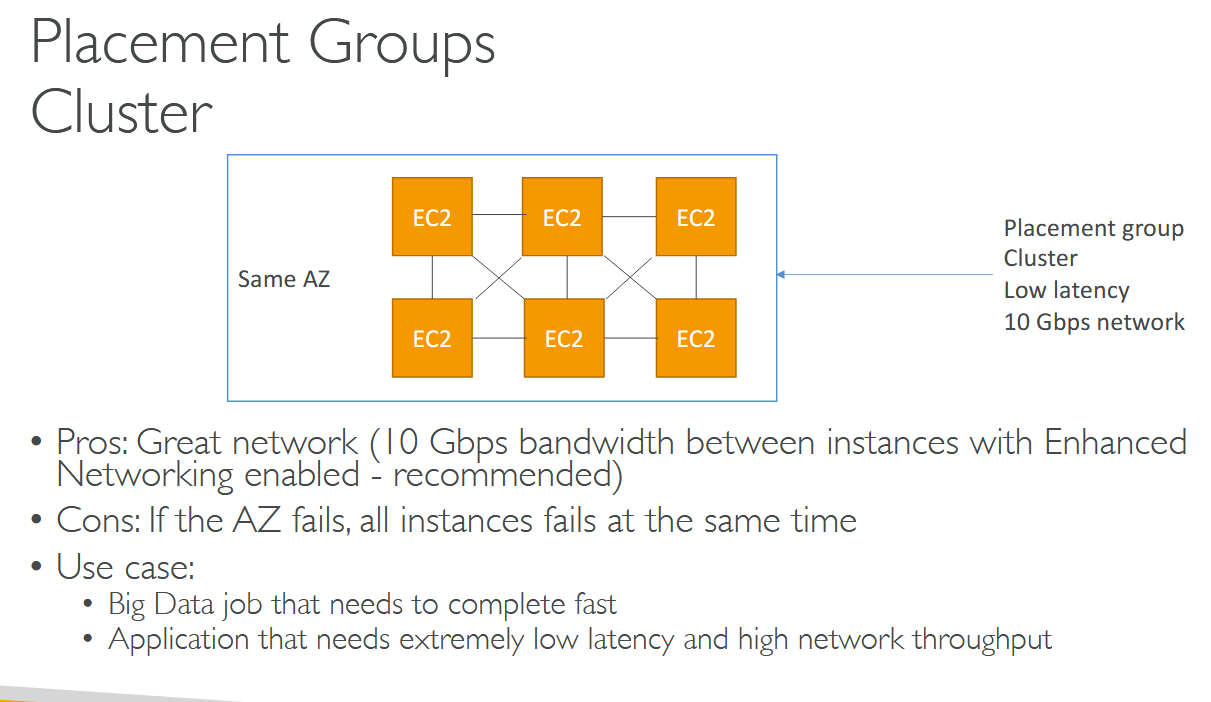 Placement Groups
Cluster
EC2 EC2 EC2
Same AZ
EC2 EC2 EC2
Placement group
Cluster
Low latency
10 Gbps network
• Pros: Great network (10 Gbps bandwidth between instances with Enhanced
Networking enabled - recommended)
• Cons: If the AZ fails, all instances fails at the same time
• Use case:
• Big Data job that needs to complete fast
• Application that needs extremely low latency and high network throughput